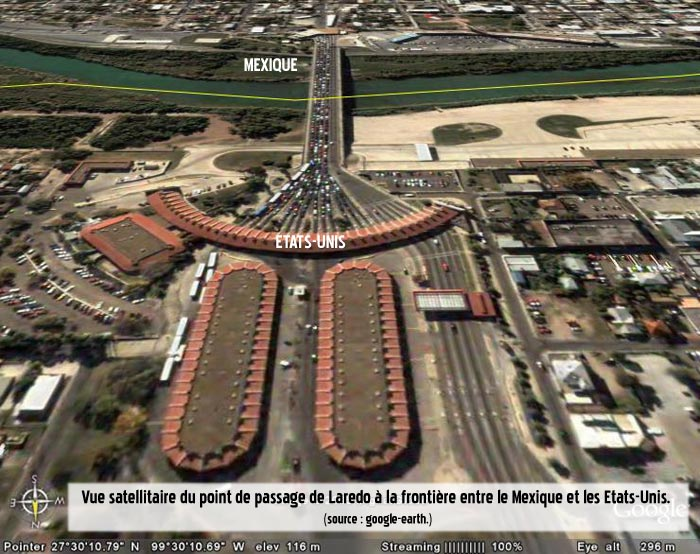 MEXIQUE
ETATS-UNIS
S
W
E
N
Vue satellitaire du point de passage de Laredo à la frontière entre le Mexique et les Etats-Unis.
(source : google-earth.)
Google
Pointer 27°30'10.79" N 99°30'10.69" W elev 116 m Streaming |||||||||| 100% Eye alt 296 m